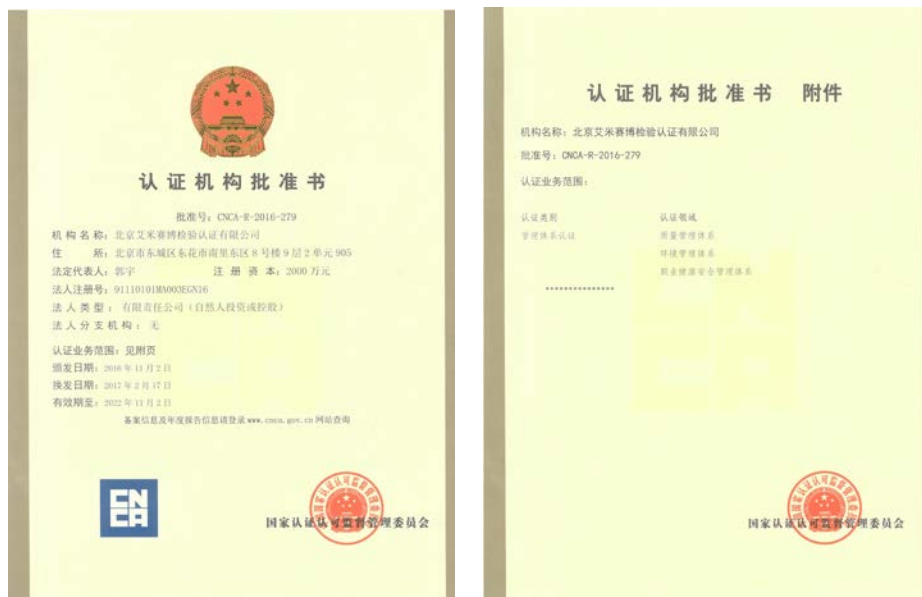 认证机构批准书
批准号：CNCA-R-2016-279
机构名称：北京艾米赛博检验认证有限公司
住 所：北京市东城区东花市南里东区8号楼9层2单元905
法定代表人：郭宇 注册资本：2000万元
法人注册号：91110101MA003EGN16
法人类型：有限责任公司（自然人投资或控股）
法人分支机构：无
认证业务范围：见附页
颁发日期：2016年11月2日
换发日期：2017年2月17日
有效期至：2022年11月2日
备案信息及年度报告信息请登录www.cnca.gov.cn网站查询
CNCA
国家认证认可监督管理委员会
认证机构批准书 附件
机构名称：北京艾米赛博检验认证有限公司
批准号：CNCA-R-2016-279
认证业务范围：
认证类别 认证领域
管理体系认证 质量管理体系
环境管理体系
职业健康安全管理体系
***************
国家认证认可监督管理委员会